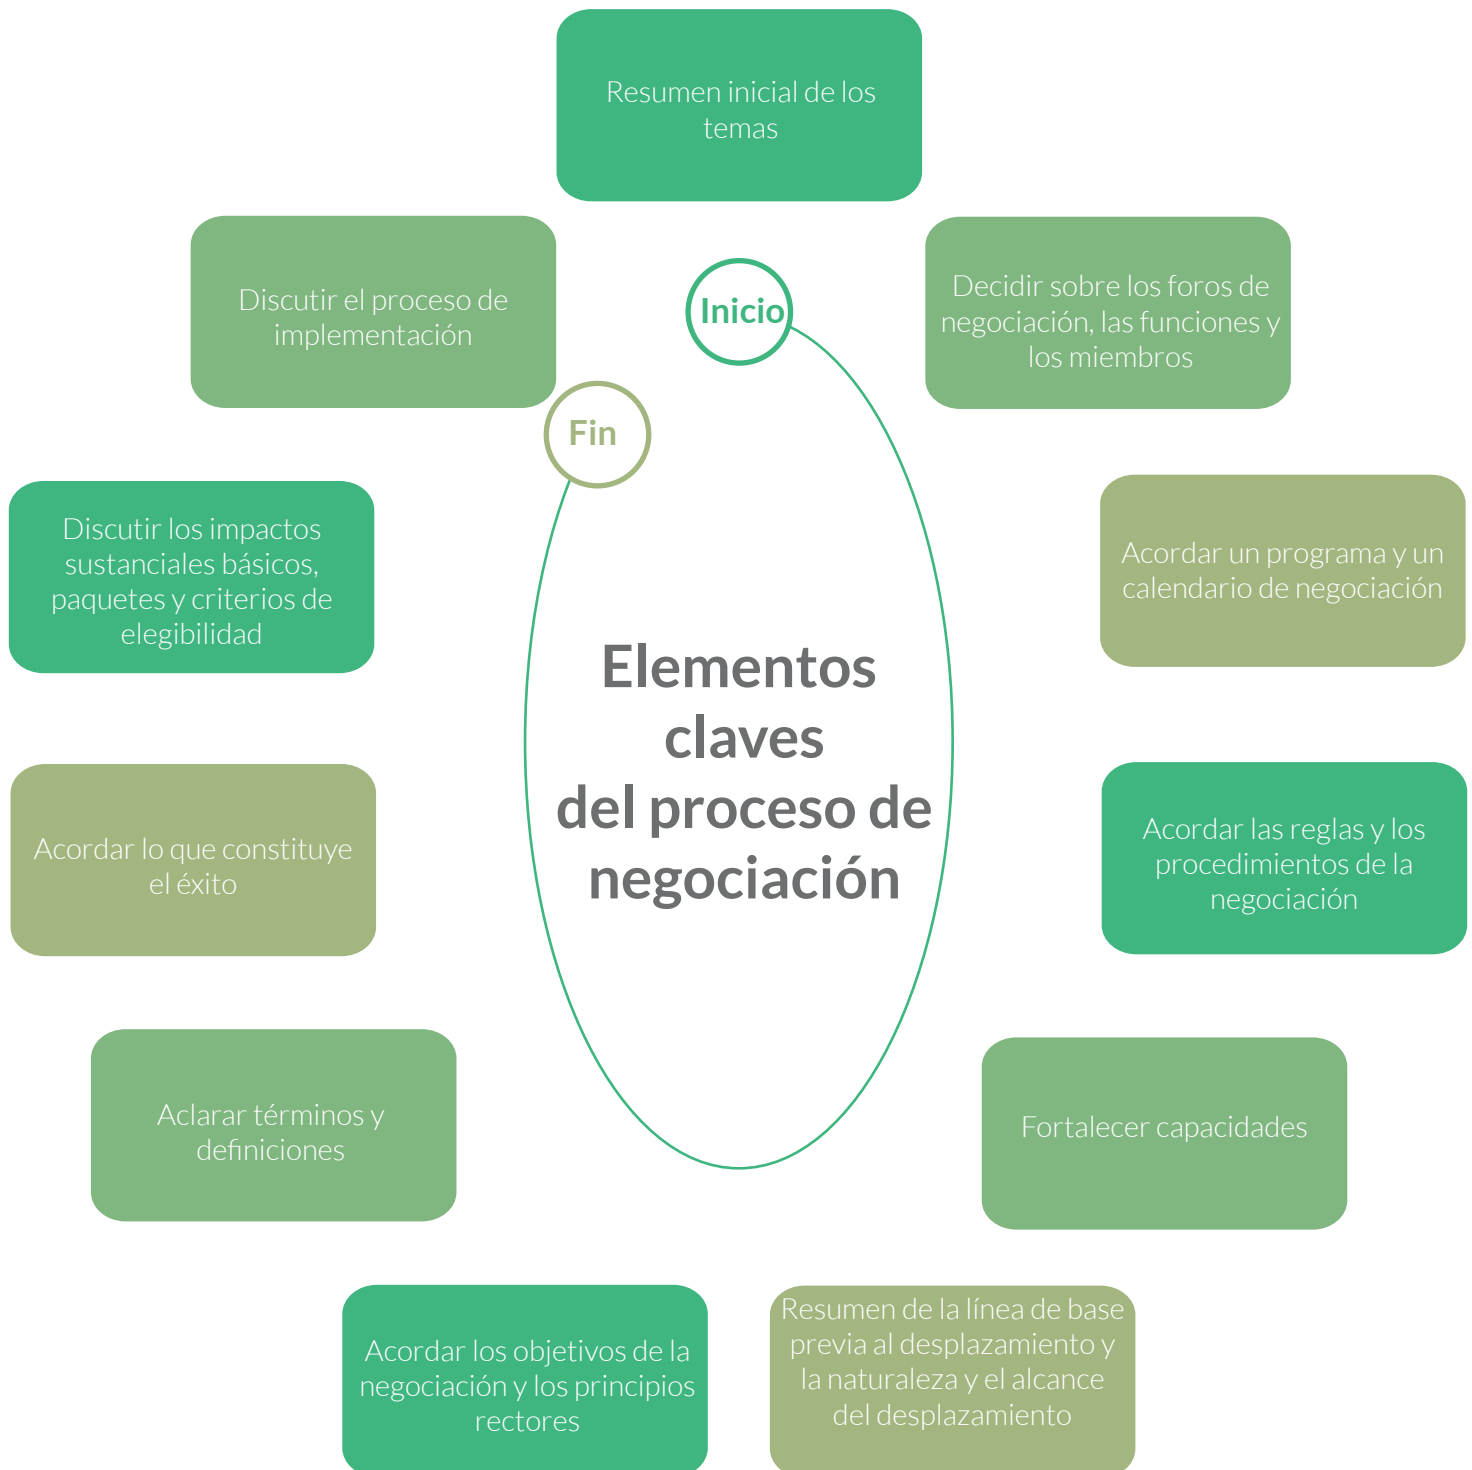 Resumen inicial de los
temas
Inicio
Decidir sobre los foros de
negociación, las funciones y
los miembros
Acordar un programa y un
calendario de negociación
Acordar las reglas y los
procedimientos de la
negociación
Fortalecer capacidades
Resumen de la línea de base
previa al desplazamiento y
la naturaleza y el alcance
del desplazamiento
Acordar los objetivos de la
negociación y los principios
rectores
Aclarar términos y
definiciones
Acordar lo que constituye
el éxito
Discutir los impactos
sustanciales básicos,
paquetes y criterios de
elegibilidad
Discutir el proceso de
implementación
Fin
Elementos
claves
del proceso de
negociación